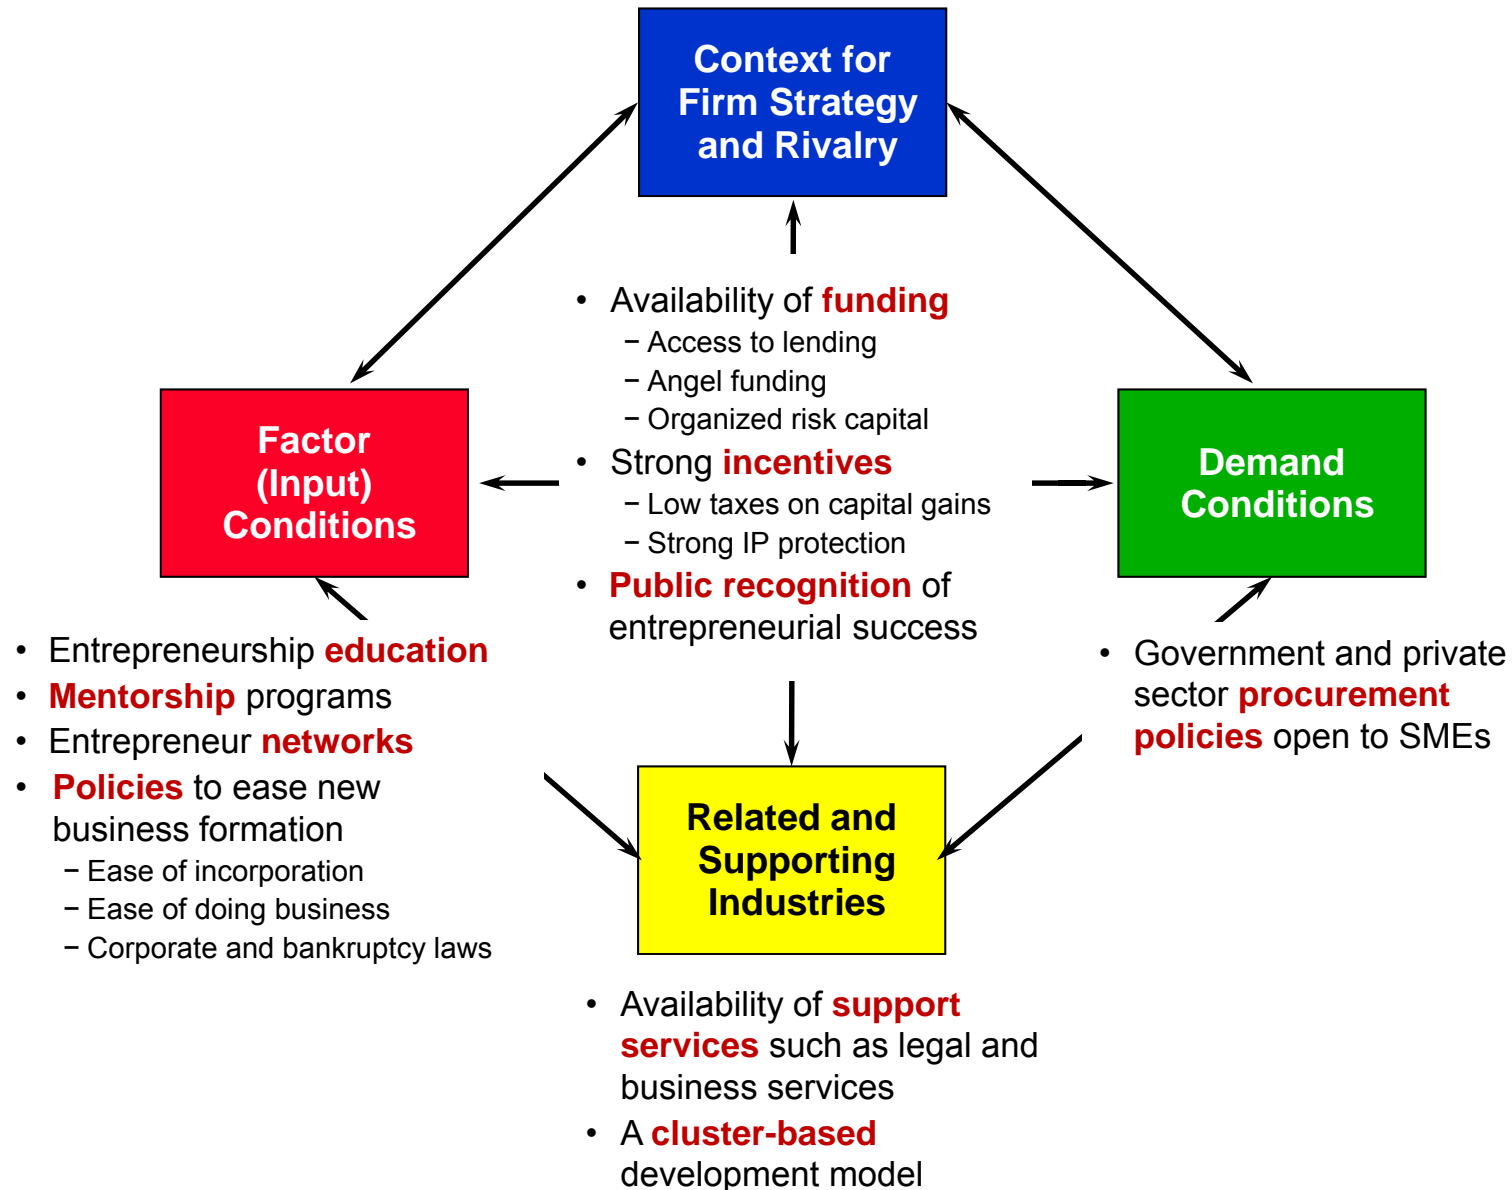 Context for
Firm Strategy
and Rivalry
• Availability of funding
− Access to lending
− Angel funding
− Organized risk capital
• Strong incentives
− Low taxes on capital gains
− Strong IP protection
• Public recognition of
entrepreneurial success
Factor
(Input)
Conditions
• Entrepreneurship education
• Mentorship programs
• Entrepreneur networks
• Policies to ease new
business formation
− Ease of incorporation
− Ease of doing business
− Corporate and bankruptcy laws
Demand
Conditions
• Government and private
sector procurement
policies open to SMEs
Related and
Supporting
Industries
• Availability of support
services such as legal and
business services
• A cluster-based
development model